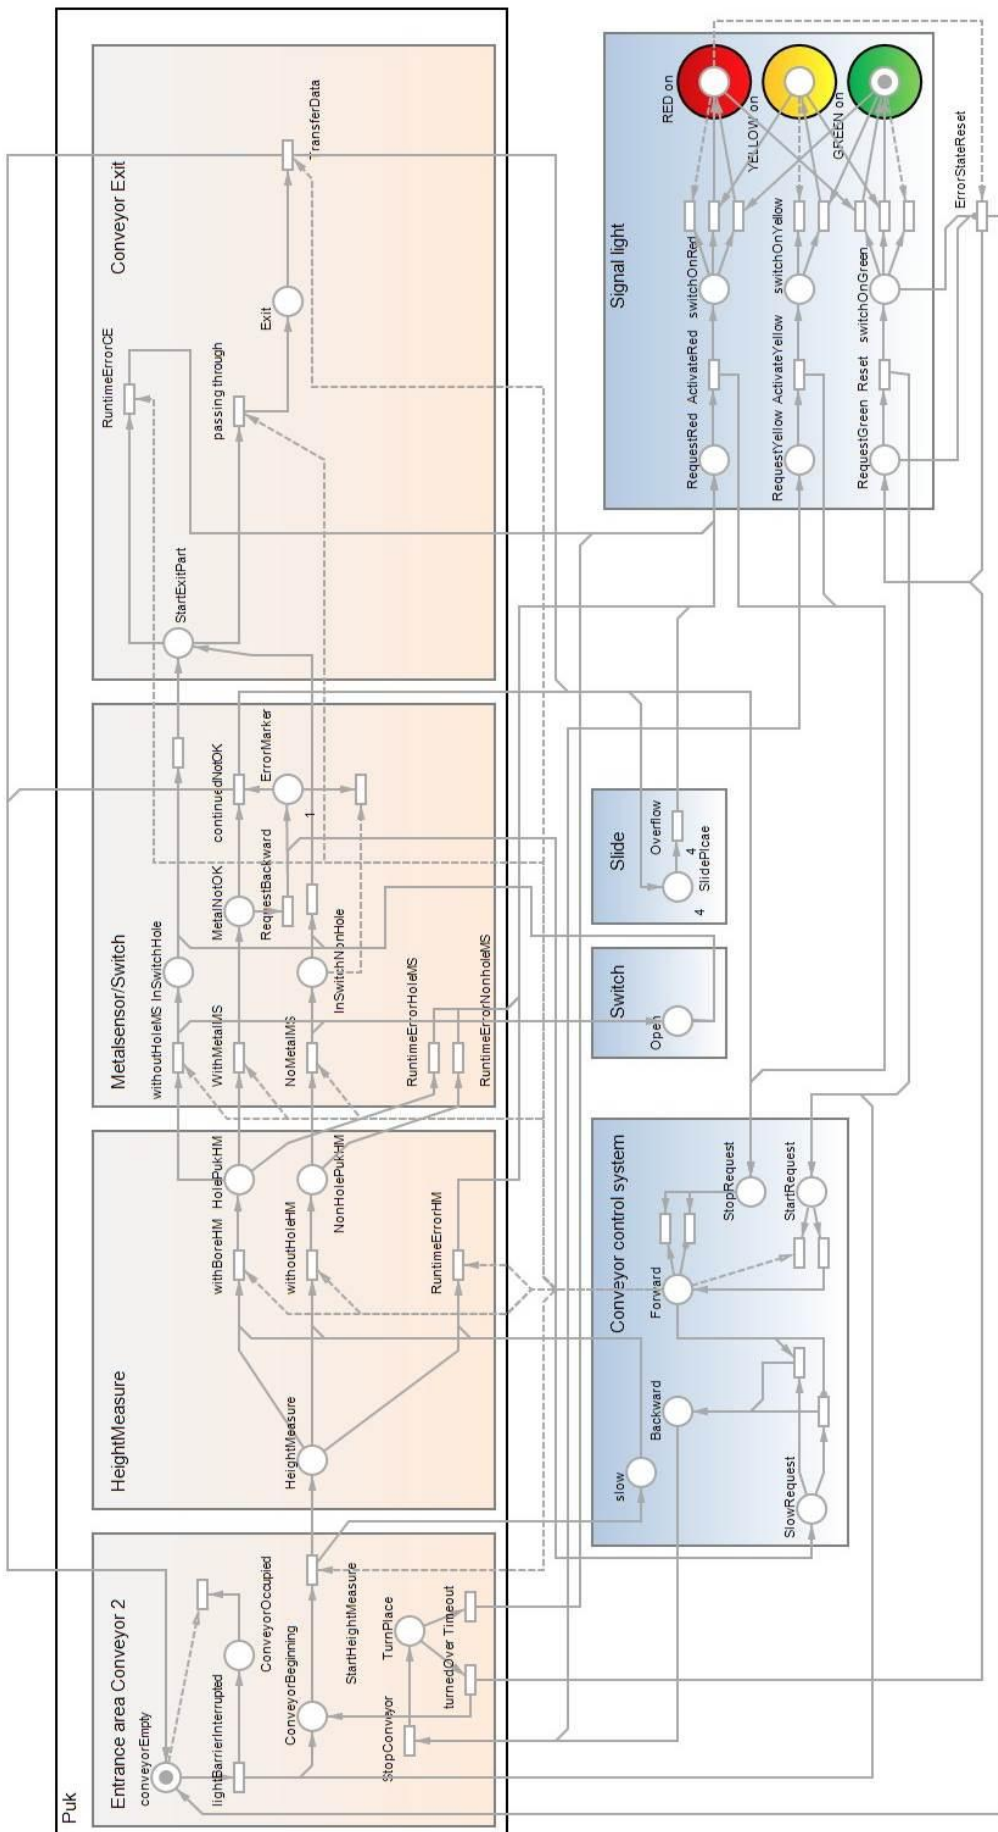 Puk
Entrance area Conveyor 2
conveyorEmpty
lightBarrierInterrupted
ConveyorOccupied
ConveyorBeginning
StartHeightMeasure
StopConveyor
TurnPlace
turnedOver
Timeout
HeightMeasure
HeightMeasure
withBoreHM
HolePukHM
withoutHoleHM
NonHolePukHM
RuntimeErrorHM
Metalsensor/Switch
withoutHoleMS
InSwitchHole
WithMetalMS
MetalNotOK
continuedNotOK
RequestBackward
ErrorMarker
1
NoMetalMS
InSwitchNonHole
RuntimeErrorHoleMS
RuntimeErrorNonholeMS
Conveyor Exit
StartExitPart
RuntimeErrorCE
passing through
Exit
TransferData
Conveyor control system
slow
Backward
Forward
SlowRequest
StopRequest
StartRequest
Switch
Open
Slide
Overflow
4
SlidePlcae
4
Signal light
RequestRed
ActivateRed
switchOnRed
RED on
RequestYellow
ActivateYellow
switchOnYellow
YELLOW on
RequestGreen
Reset
switchOnGreen
GREEN on
ErrorStateReset